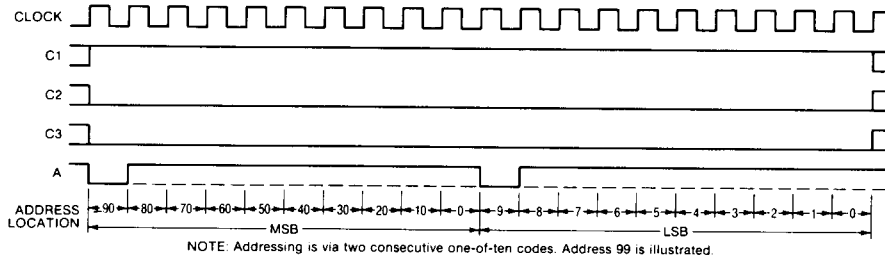 CLOCK
C1
C2
C3
A
ADDRESS LOCATION
90 80 70 60 50 40 30 20 10 0 9 8 7 6 5 4 3 2 1 0
MSB LSB
NOTE: Addressing is via two consecutive one-of-ten codes. Address 99 is illustrated.